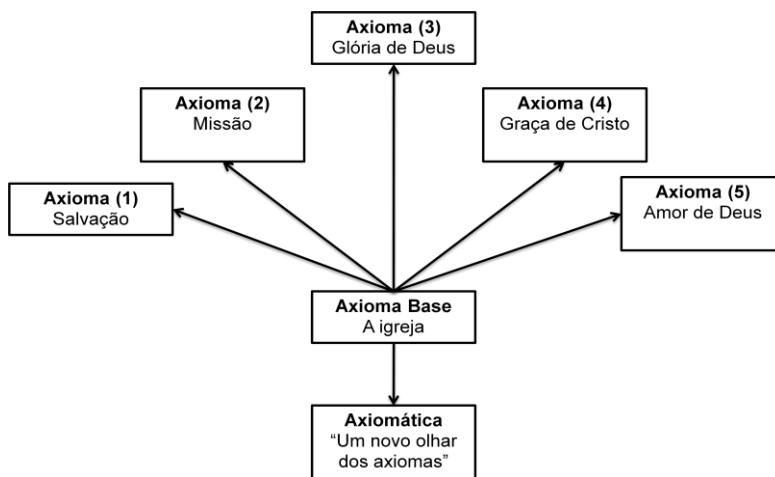 Axioma (3)
Glória de Deus
Axioma (2)
Missão
Axioma (4)
Graça de Cristo
Axioma (1)
Salvação
Axioma (5)
Amor de Deus
Axioma Base
A igreja
Axiomática
“Um novo olhar
dos axiomas”